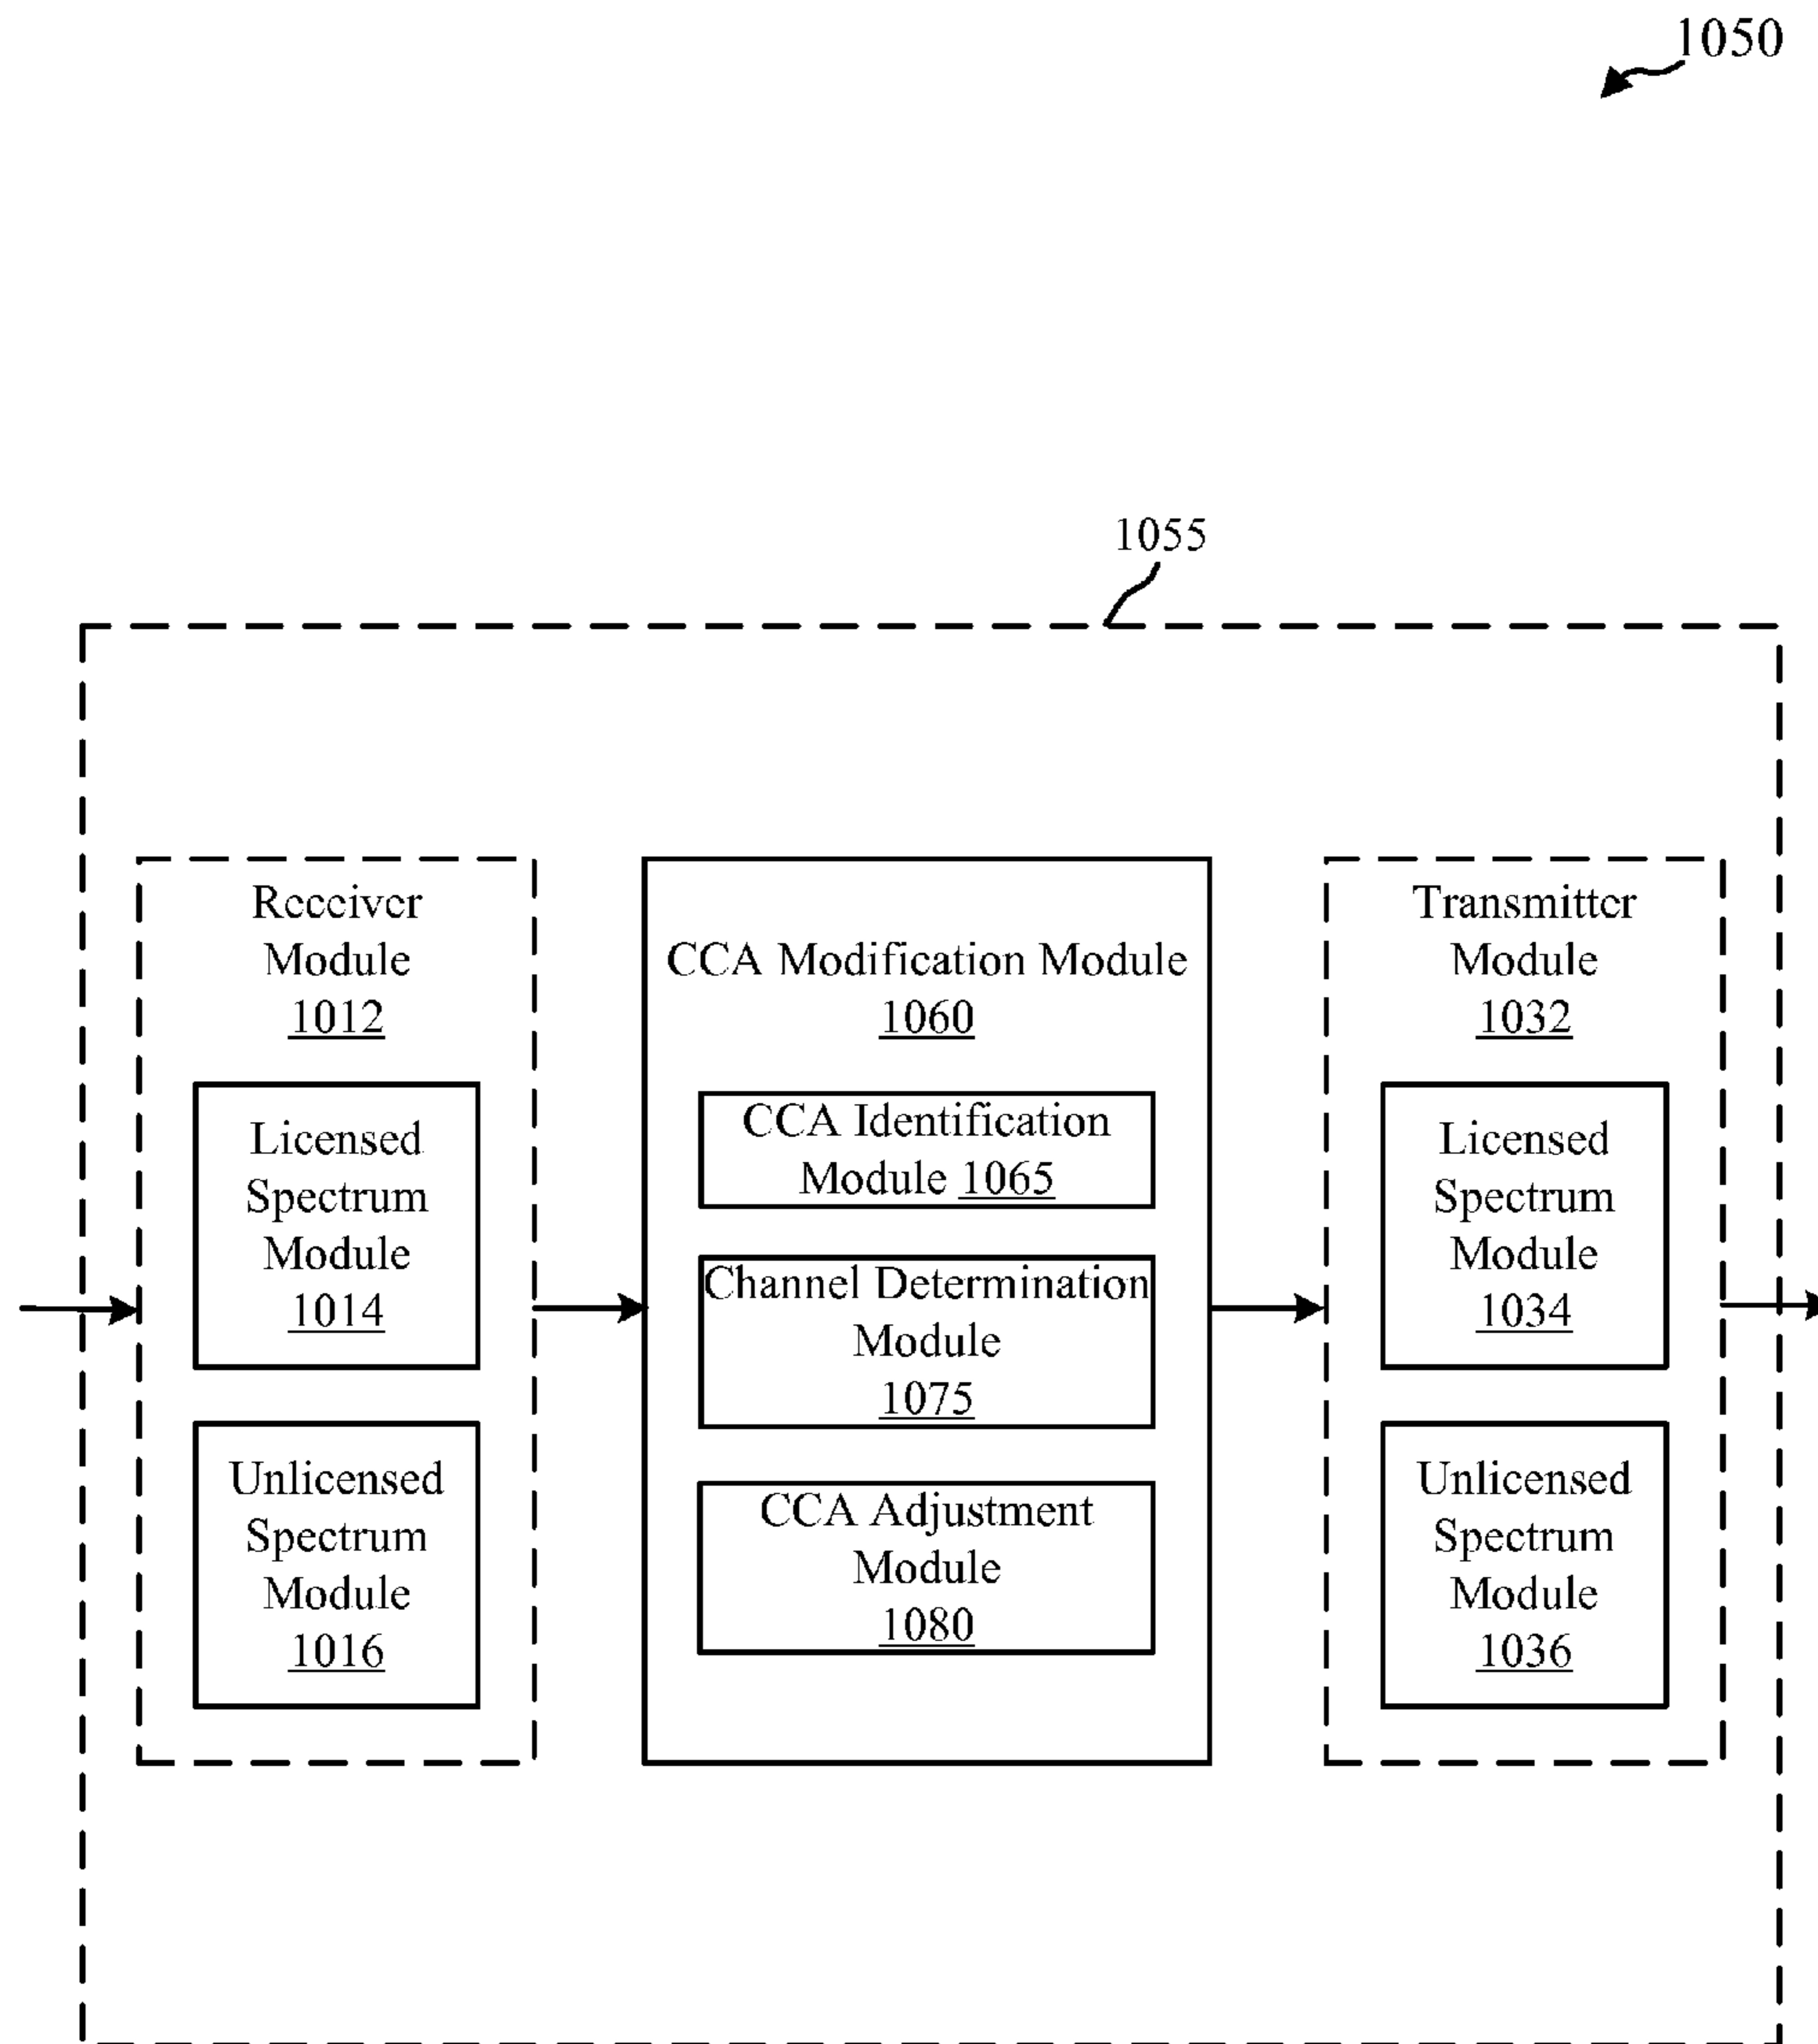 1050
1055
Receiver
Module
1012
Licensed
Spectrum
Module
1014
Unlicensed
Spectrum
Module
1016
CCA Modification Module
1060
CCA Identification
Module 1065
Channel Determination
Module
1075
CCA Adjustment
Module
1080
Transmitter
Module
1032
Licensed
Spectrum
Module
1034
Unlicensed
Spectrum
Module
1036